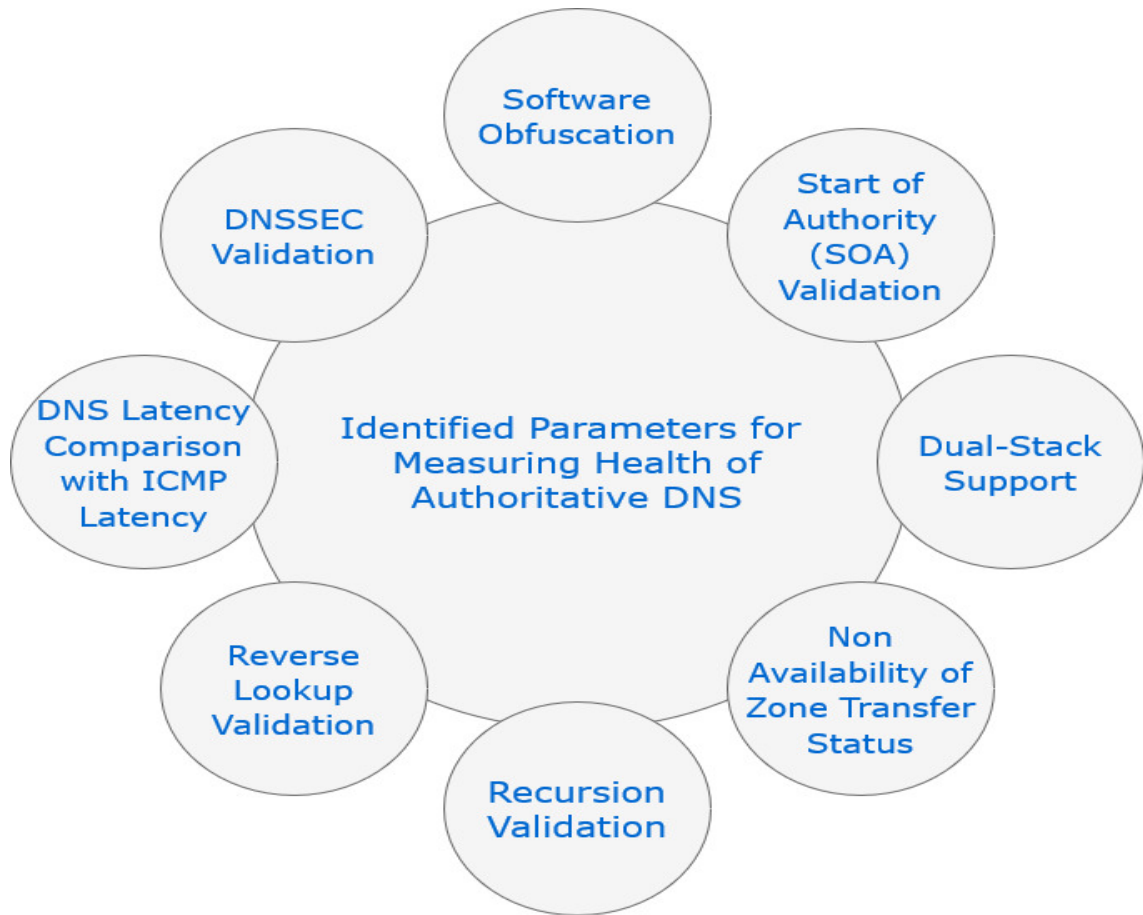 Software
Obfuscation
Start of
Authority
(SOA)
Validation
Dual-Stack
Support
Non
Availability of
Zone Transfer
Status
Recursion
Validation
Reverse
Lookup
Validation
DNS Latency
Comparison
with ICMP
Latency
DNSSEC
Validation
Identified Parameters for
Measuring Health of
Authoritative DNS